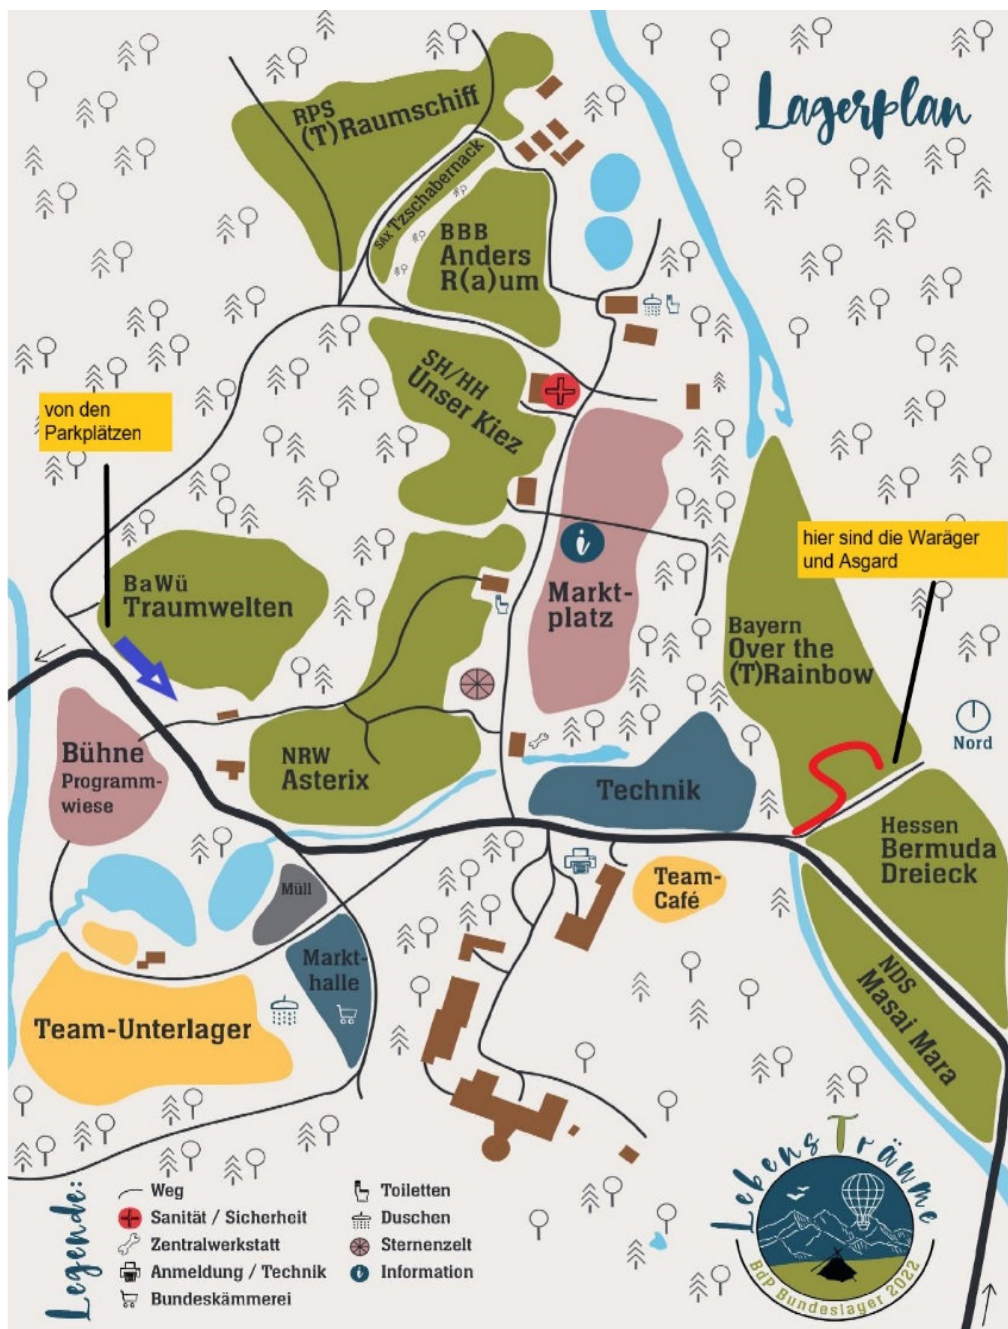 Lagerplan
RPS
(T)Raumschiff
SAX Tzschabernack
BBB
Anders
R(a)um
SH/HH
Unser Kiez
von den
Parkplätzen
hier sind die Waräger
und Asgard
BaWü
Traumwelten
Markt-
platz
Bayern
Over the
(T)Rainbow
Nord
Bühne
Programm-
wiese
NRW
Asterix
Technik
Hessen
Bermuda
Dreieck
Team-
Café
Müll
Markt-
halle
NDS
Masai Mara
Team-Unterlager
Legende:
Weg
Sanität / Sicherheit
Zentralwerkstatt
Anmeldung / Technik
Bundeskämmerei
Toiletten
Duschen
Sternenzelt
Information
LebensTräume
BdP Bundeslager 2022